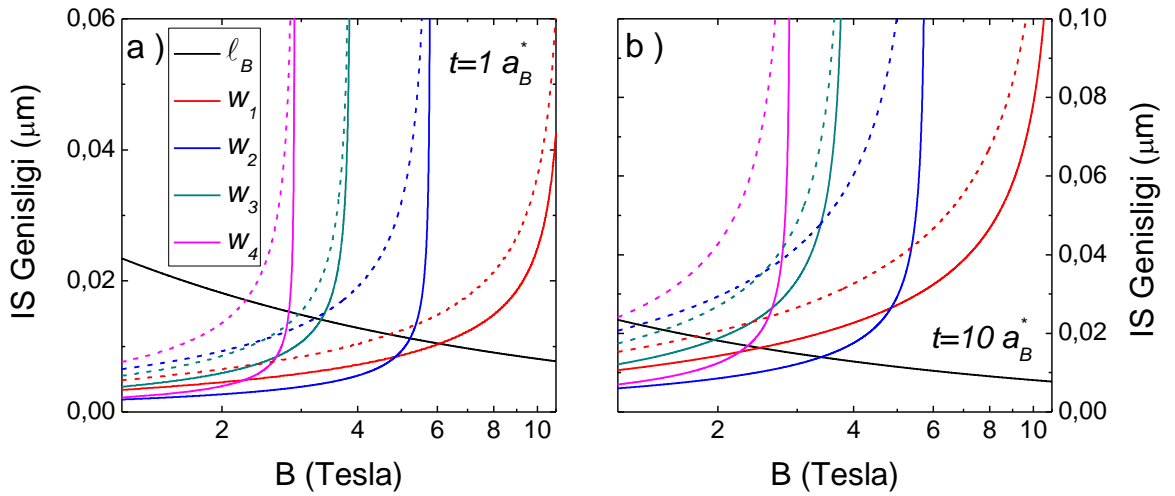 a )
t=1 a*B
ℓB
w1
w2
w3
w4
IS Genisligi (μm)
0,06
0,04
0,02
0,00
2
4
6
8
10
B (Tesla)
b )
t=10 a*B
IS Genisligi (μm)
0,10
0,08
0,06
0,04
0,02
0,00
2
4
6
8
10
B (Tesla)